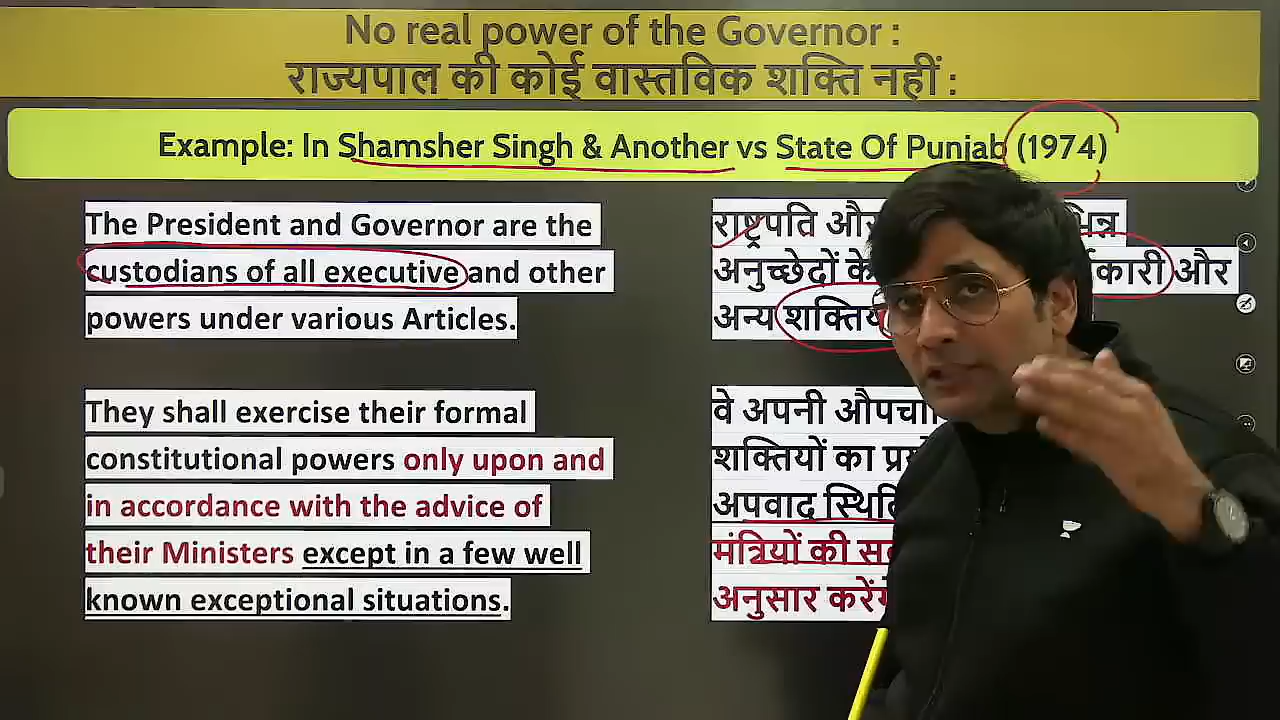 No real power of the Governor :
राज्यपाल की कोई वास्तविक शक्ति नहीं :
Example: In Shamsher Singh & Another vs State Of Punjab (1974)
The President and Governor are the
custodians of all executive and other
powers under various Articles.
They shall exercise their formal
constitutional powers only upon and
in accordance with the advice of
their Ministers except in a few well
known exceptional situations.
राष्ट्रपति
अनुच्छेदों और
अन्य
वे अपनी
शक्तियों का
अपवाद
मंत्रियों की
अनुसार